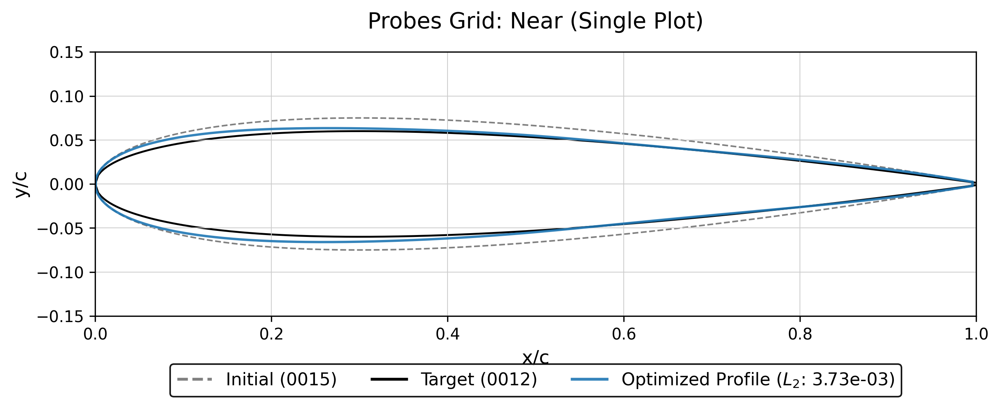 Probes Grid: Near (Single Plot)
0.15
0.10
0.05
0.00
−0.05
−0.10
−0.15
y/c
0.0 0.2 0.4 0.6 0.8 1.0
x/c
Initial (0015) Target (0012) Optimized Profile (L₂: 3.73e-03)